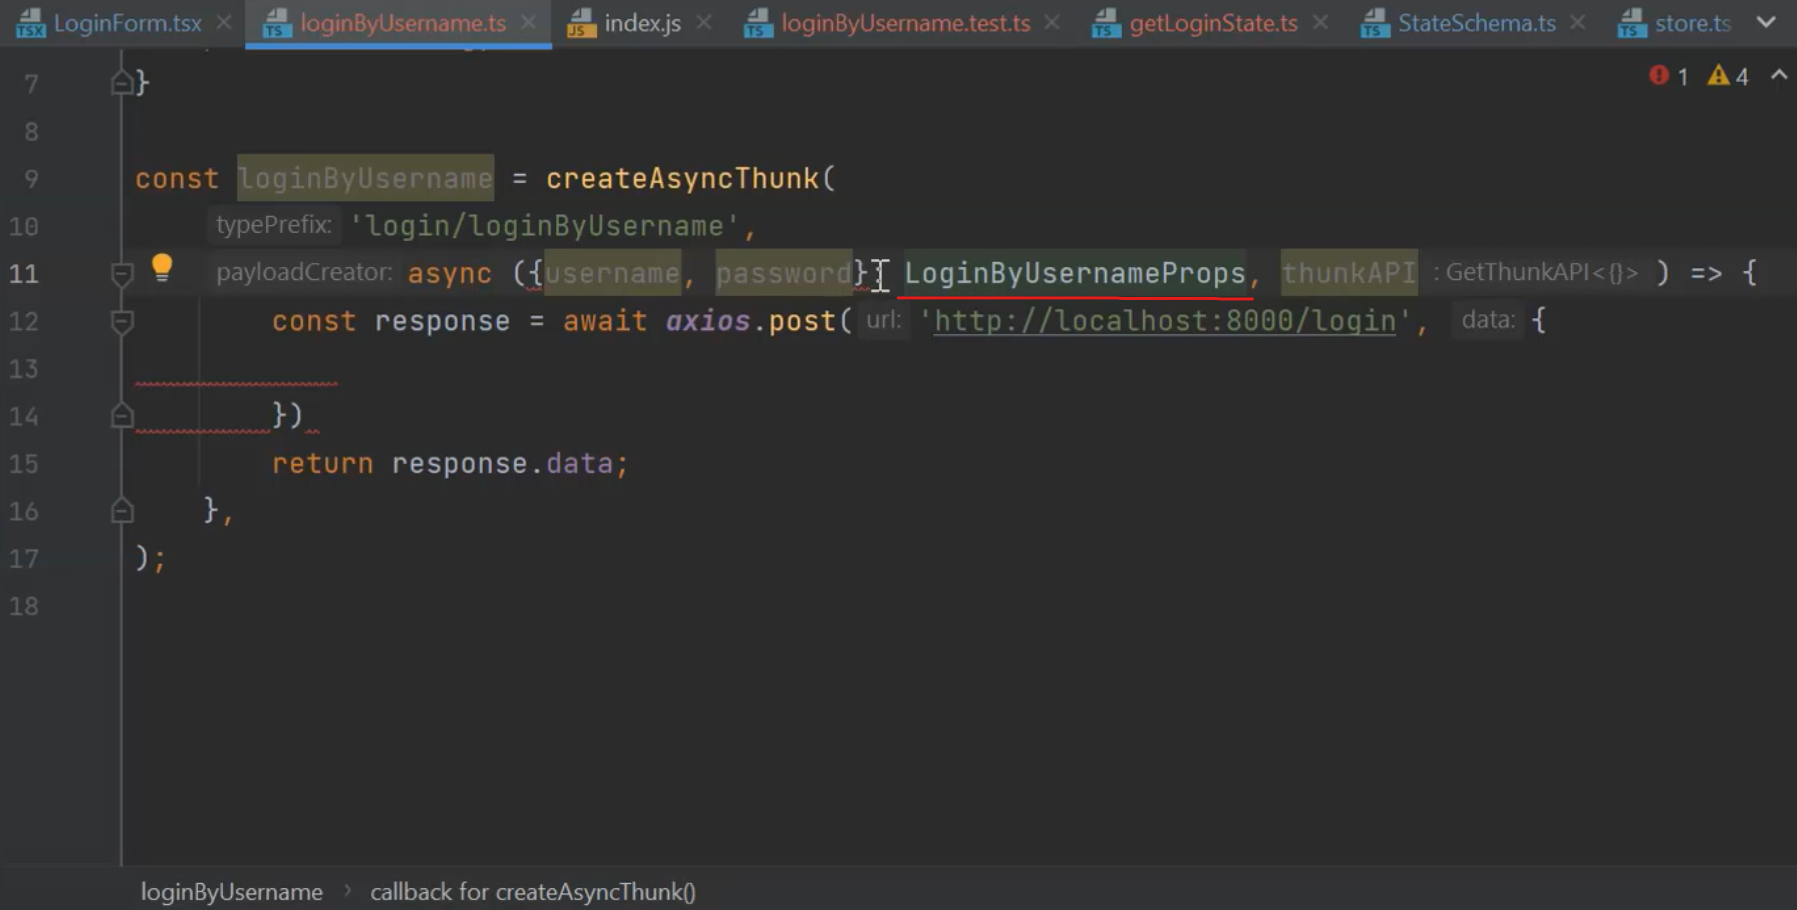 LoginForm.tsx loginByUsername.ts index.js loginByUsername.test.ts getLoginState.ts StateSchema.ts store.ts
7 } 1 4
8
9 const loginByUsername = createAsyncThunk(
10 typePrefix: 'login/loginByUsername',
11 payloadCreator: async ({username, password}: LoginByUsernameProps, thunkAPI : GetThunkAPI<{}> ) => {
12 const response = await axios.post( url: 'http://localhost:8000/login', data: {
13
14 })
15 return response.data;
16 },
17 );
18
loginByUsername › callback for createAsyncThunk()